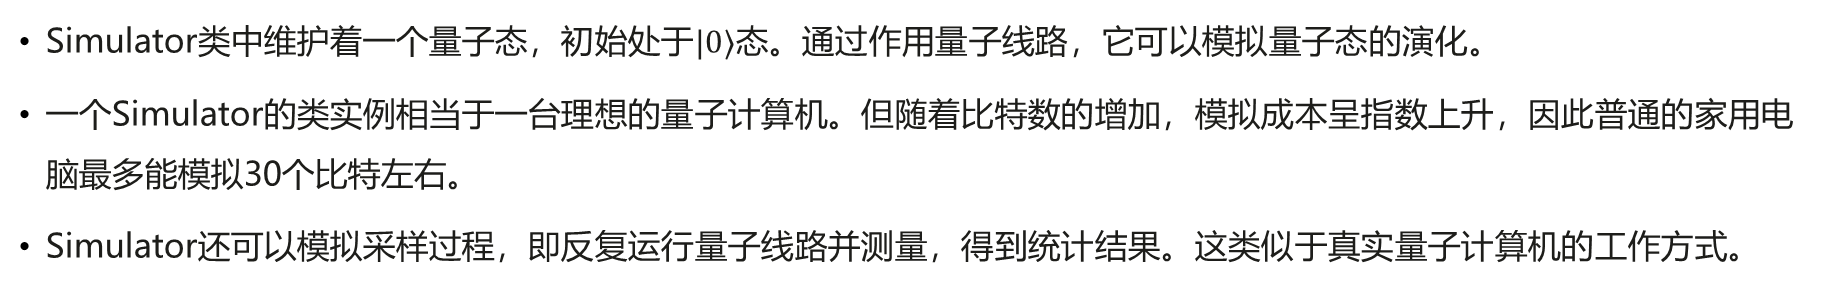 • Simulator类中维护着一个量子态，初始处于|0⟩态。通过作用量子线路，它可以模拟量子态的演化。
• 一个Simulator的类实例相当于一台理想的量子计算机。但随着比特数的增加，模拟成本呈指数上升，因此普通的家用电
脑最多能模拟30个比特左右。
• Simulator还可以模拟采样过程，即反复运行量子线路并测量，得到统计结果。这类似于真实量子计算机的工作方式。